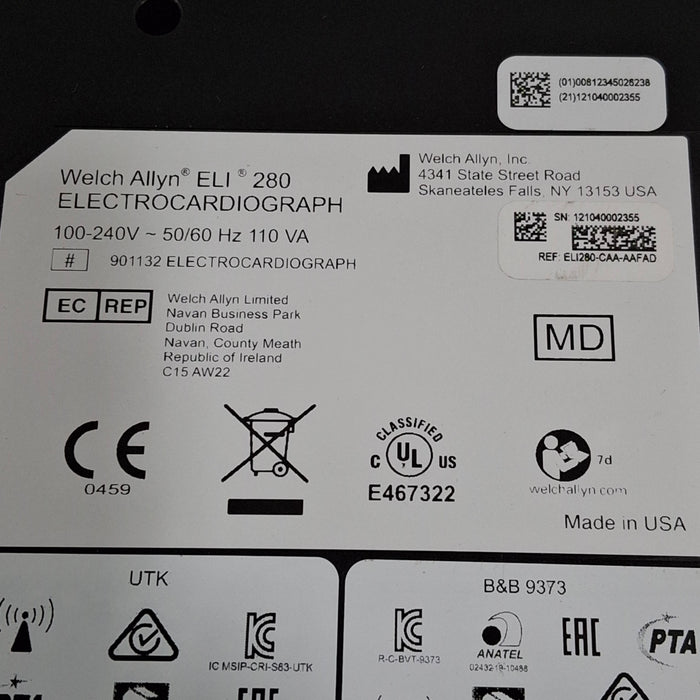 (01)00812345026238
(21)121040002355
Welch Allyn® ELI® 280
ELECTROCARDIOGRAPH
100-240V ~ 50/60 Hz 110 VA
# 901132 ELECTROCARDIOGRAPH
Welch Allyn, Inc.
4341 State Street Road
Skaneateles Falls, NY 13153 USA
SN: 121040002355
REF: ELI280-CAA-AAFAD
EC REP
Welch Allyn Limited
Navan Business Park
Dublin Road
Navan, County Meath
Republic of Ireland
C15 AW22
MD
CE
0459
CLASSIFIED
C UL US
E467322
7d
welchallyn.com
Made in USA
UTK
IC MSIP-CRI-S63-UTK
B&B 9373
R-C-BVT-9373
ANATEL
02432-19-10488
EAC
PTA